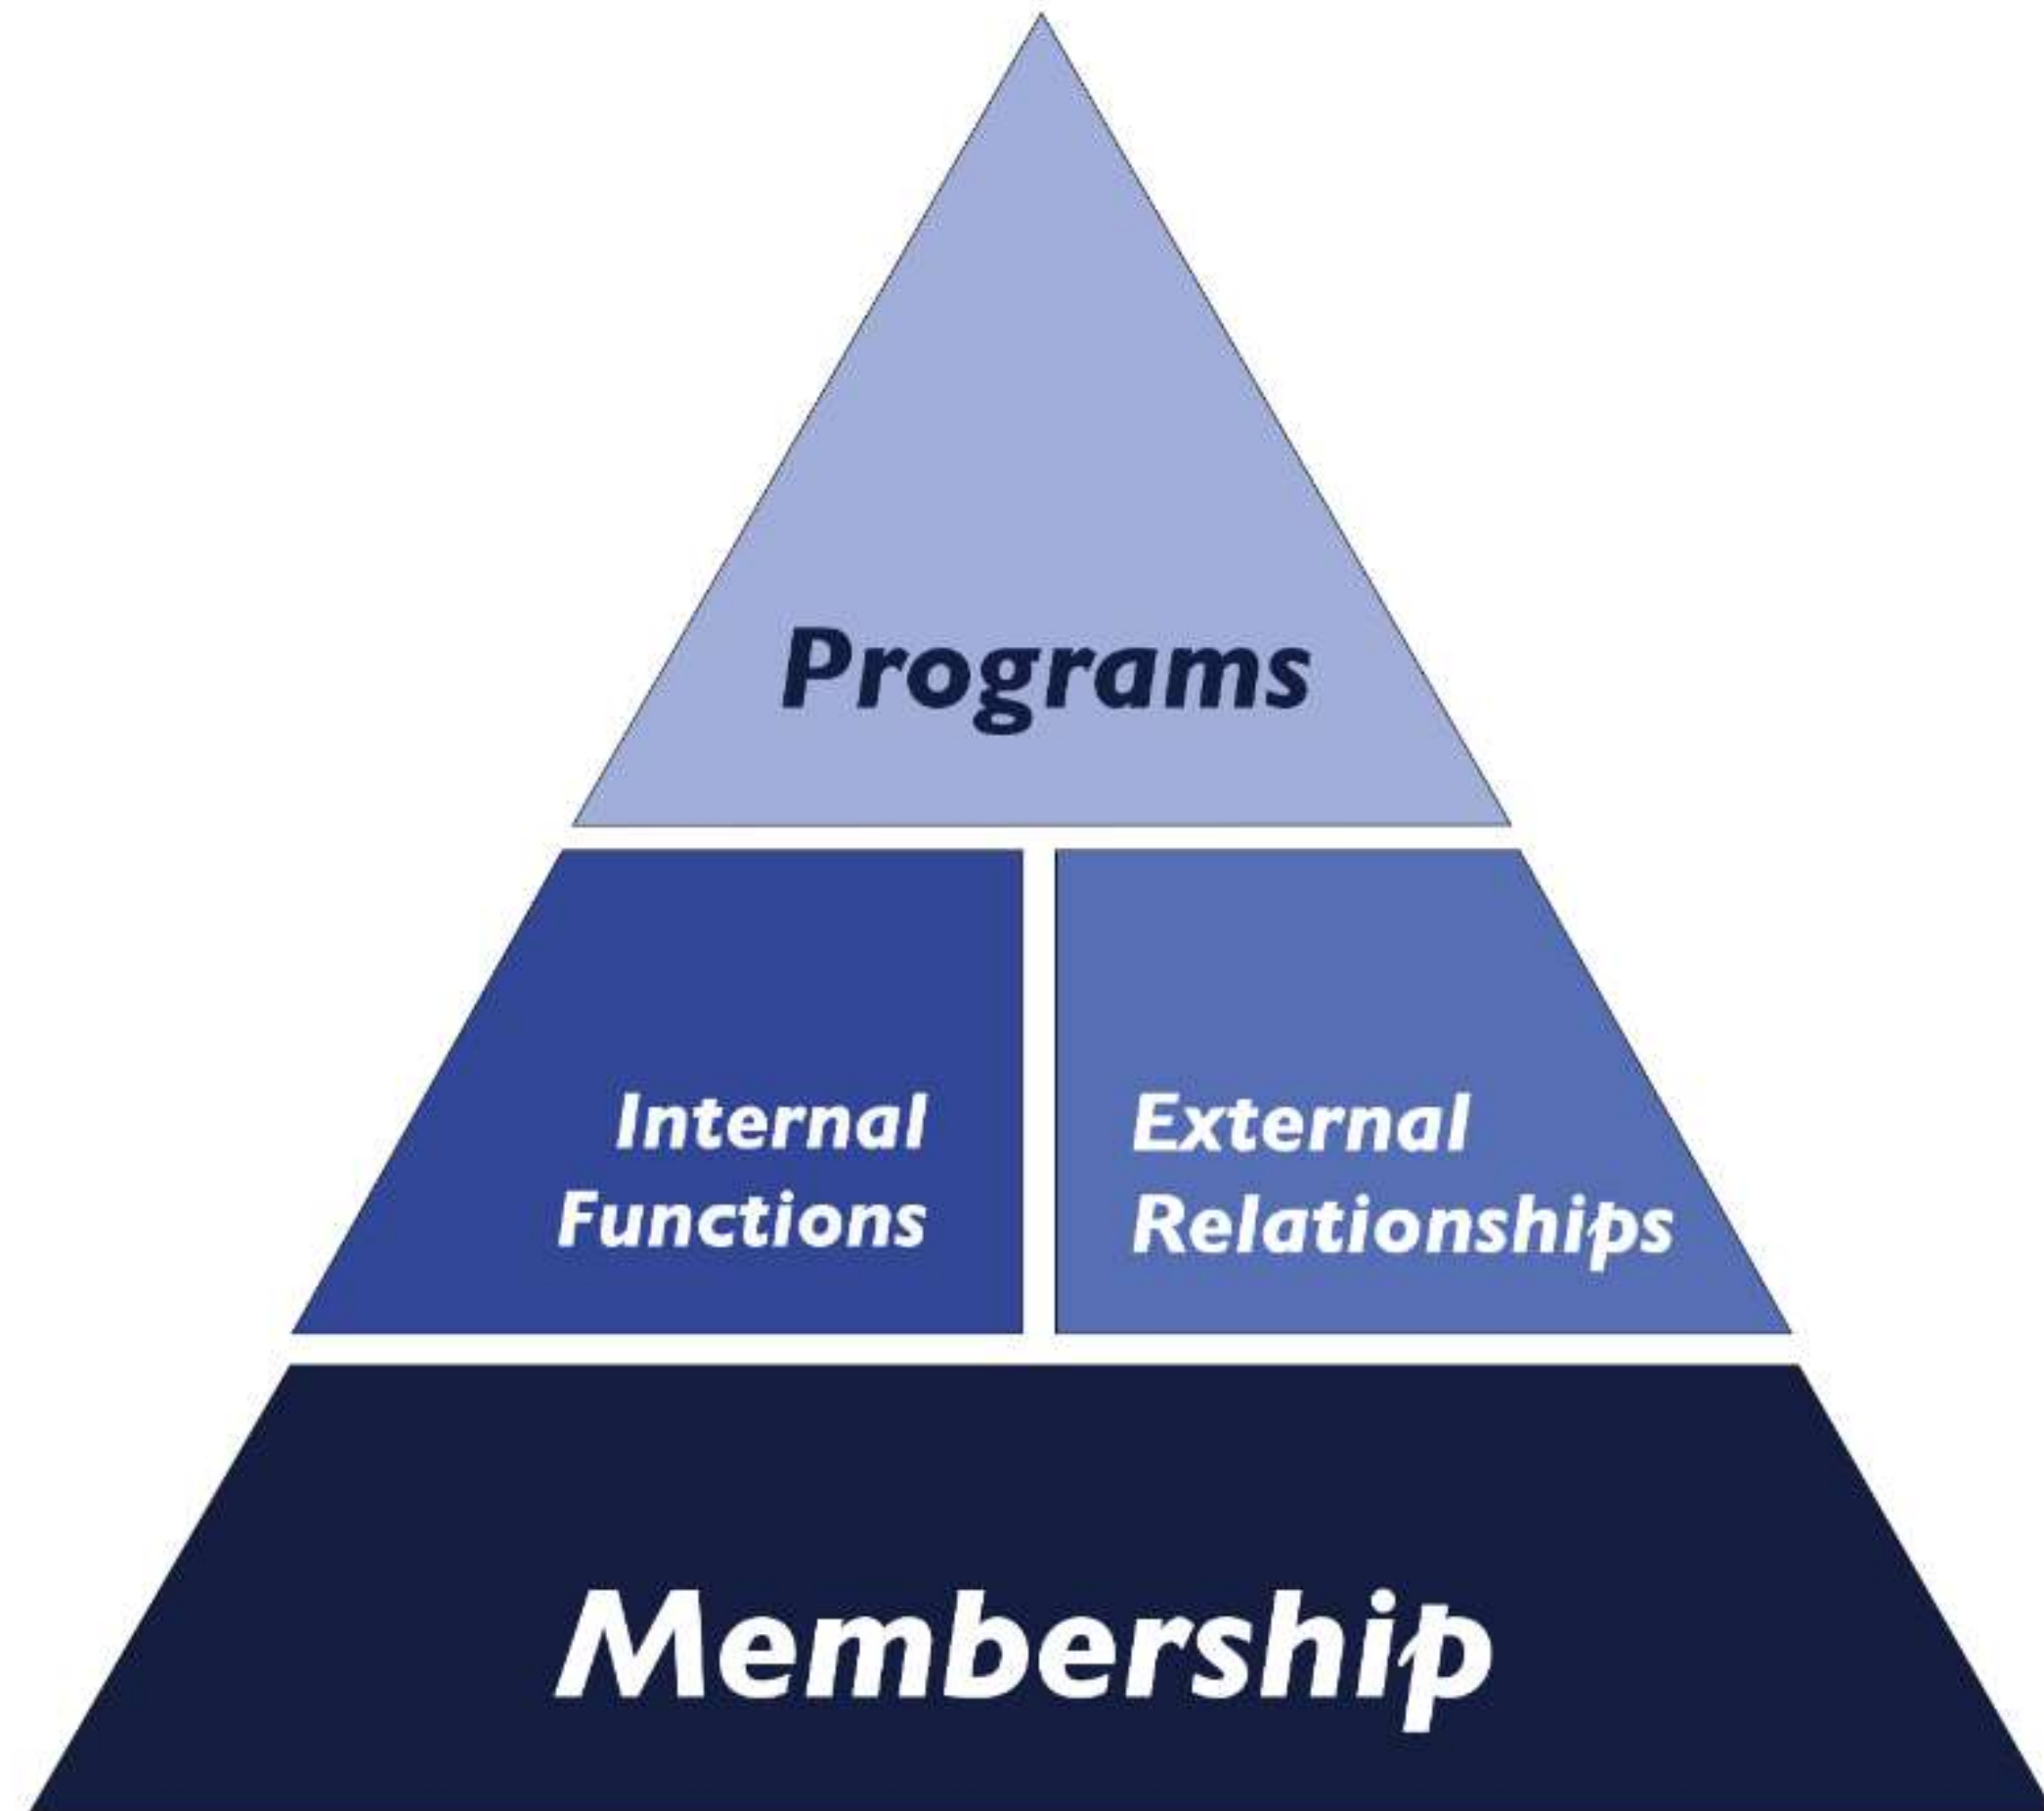 Programs
Internal
Functions
External
Relationships
Membership